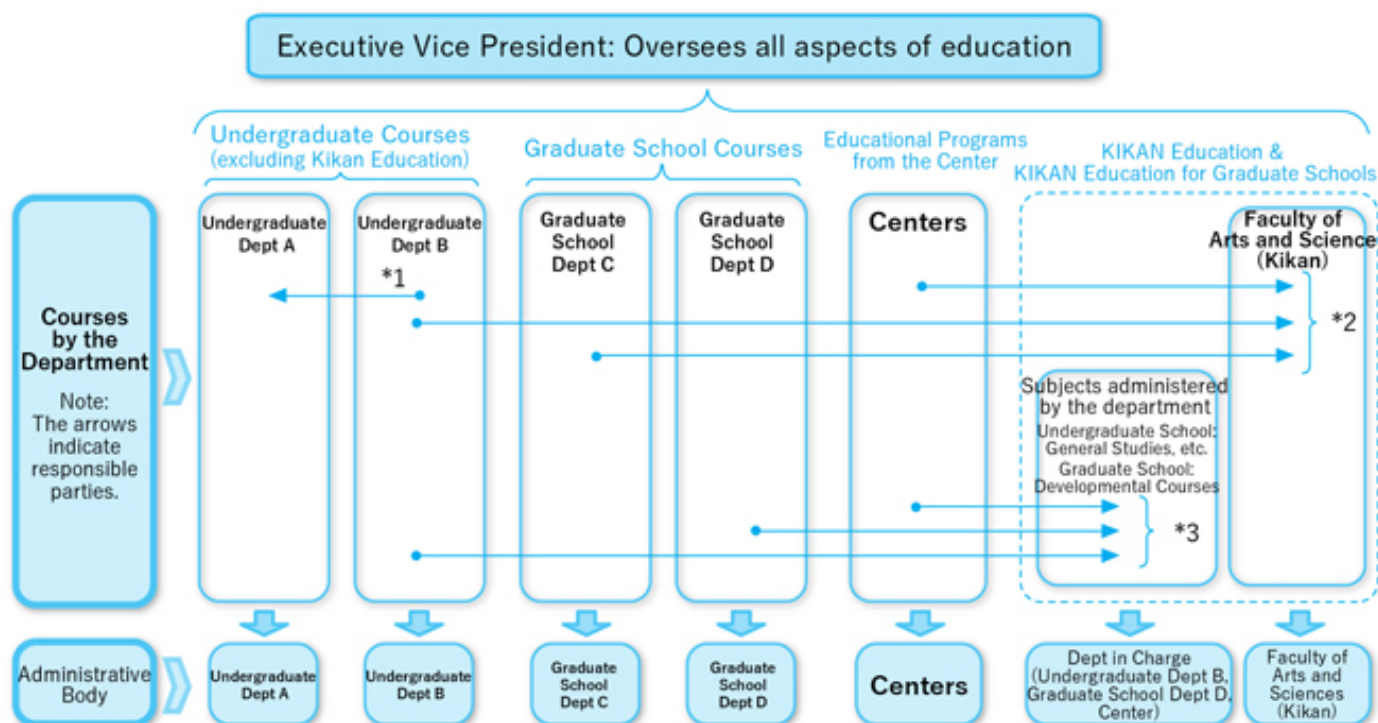 Executive Vice President: Oversees all aspects of education
Undergraduate Courses
(excluding Kikan Education)
Graduate School Courses
Educational Programs
from the Center
KIKAN Education &
KIKAN Education for Graduate Schools
Courses
by the
Department
Note:
The arrows
indicate
responsible
parties.
Undergraduate
Dept A
Undergraduate
Dept B
*1
Graduate
School
Dept C
Graduate
School
Dept D
Centers
Faculty of
Arts and Science
(Kikan)
*2
Subjects administered
by the department
Undergraduate School:
General Studies, etc.
Graduate School:
Developmental Courses
*3
Administrative
Body
Undergraduate
Dept A
Undergraduate
Dept B
Graduate
School
Dept C
Graduate
School
Dept D
Centers
Dept in Charge
(Undergraduate Dept B,
Graduate School Dept D,
Center)
Faculty of
Arts and
Sciences
(Kikan)